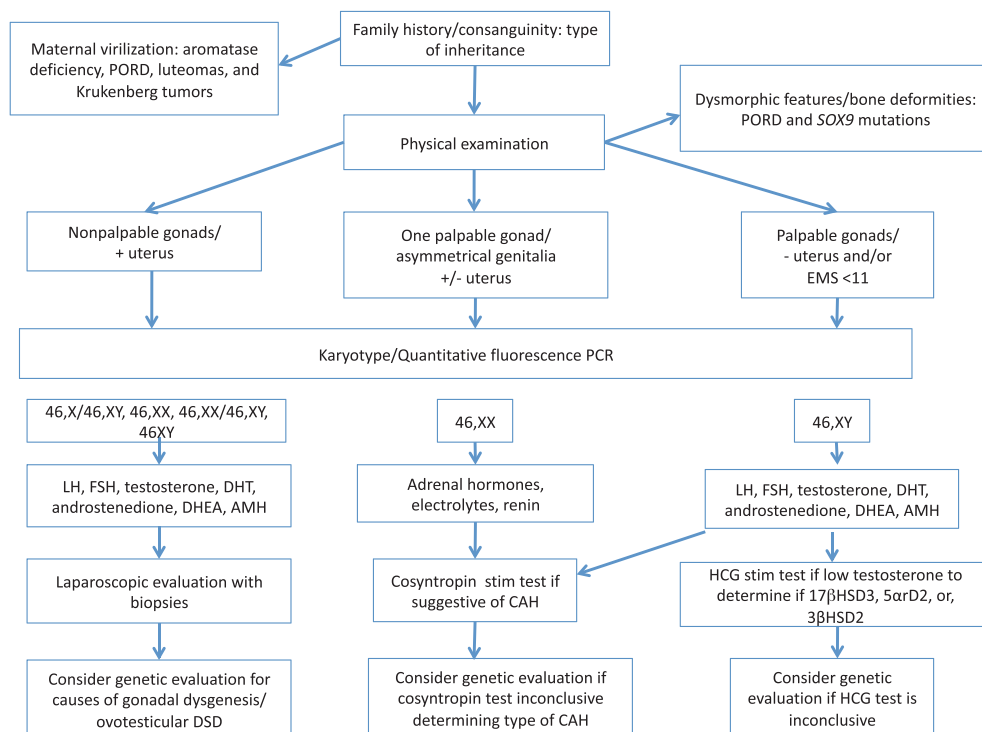 Family history/consanguinity: type
of inheritance
Maternal virilization: aromatase
deficiency, PORD, luteomas, and
Krukenberg tumors
Dysmorphic features/bone deformities:
PORD and SOX9 mutations
Physical examination
Nonpalpable gonads/
+ uterus
One palpable gonad/
asymmetrical genitalia
+/- uterus
Palpable gonads/
- uterus and/or
EMS <11
Karyotype/Quantitative fluorescence PCR
46,X/46,XY, 46,XX, 46,XX/46,XY,
46XY
46,XX
46,XY
LH, FSH, testosterone, DHT,
androstenedione, DHEA, AMH
Adrenal hormones,
electrolytes, renin
LH, FSH, testosterone, DHT,
androstenedione, DHEA, AMH
Laparoscopic evaluation with
biopsies
Cosyntropin stim test if
suggestive of CAH
HCG stim test if low testosterone to
determine if 17βHSD3, 5αrD2, or,
3βHSD2
Consider genetic evaluation for
causes of gonadal dysgenesis/
ovotesticular DSD
Consider genetic evaluation if
cosyntropin test inconclusive
determining type of CAH
Consider genetic
evaluation if HCG test is
inconclusive